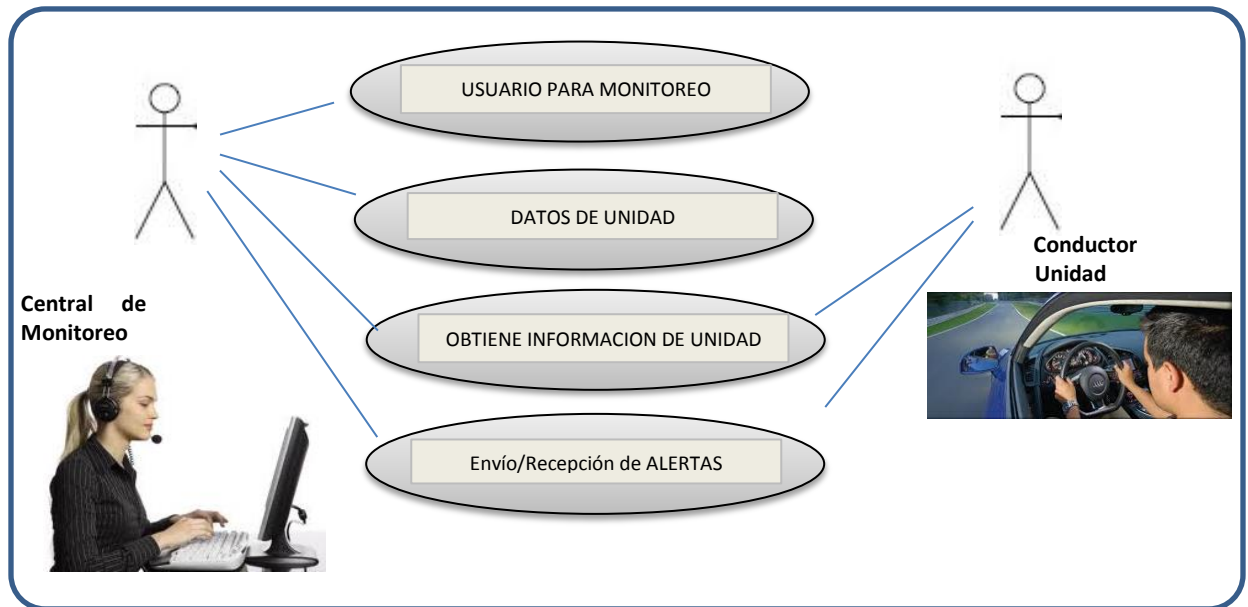 USUARIO PARA MONITOREO
DATOS DE UNIDAD
Conductor
Unidad
Central de
Monitoreo
OBTIENE INFORMACION DE UNIDAD
Envío/Recepción de ALERTAS